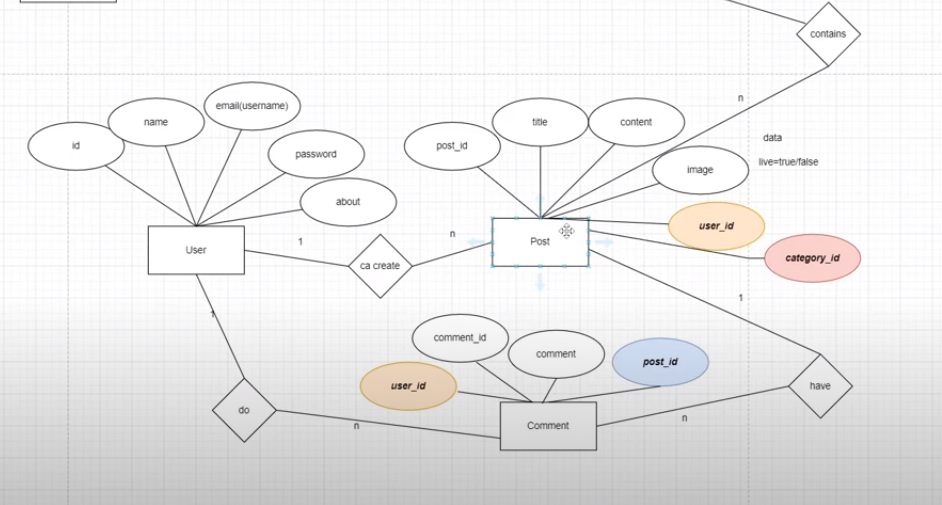 contains
n
email(username)
name
title
content
data
id
post_id
password
image
live=true/false
about
user_id
n
1
User
Post
category_id
ca create
1
1
comment_id
comment
post_id
user_id
have
do
n
n
Comment